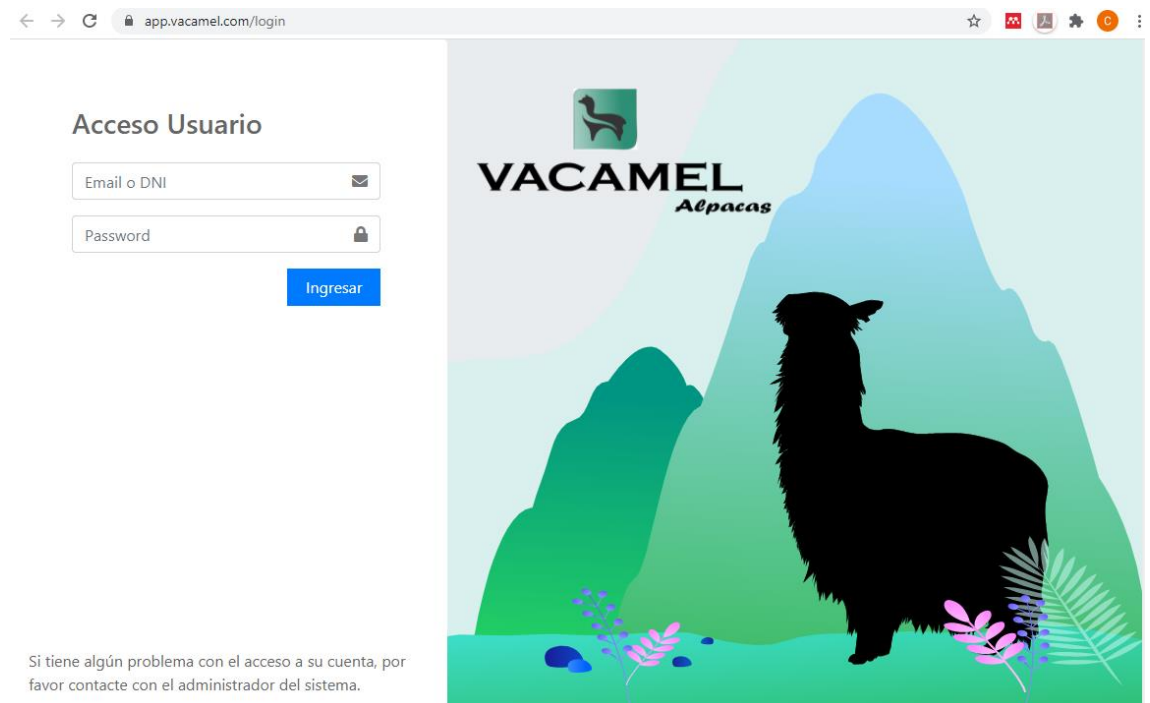 app.vacamel.com/login
C
Acceso Usuario
Email o DNI
Password
Ingresar
Si tiene algún problema con el acceso a su cuenta, por
favor contacte con el administrador del sistema.
VACAMEL
Alpacas